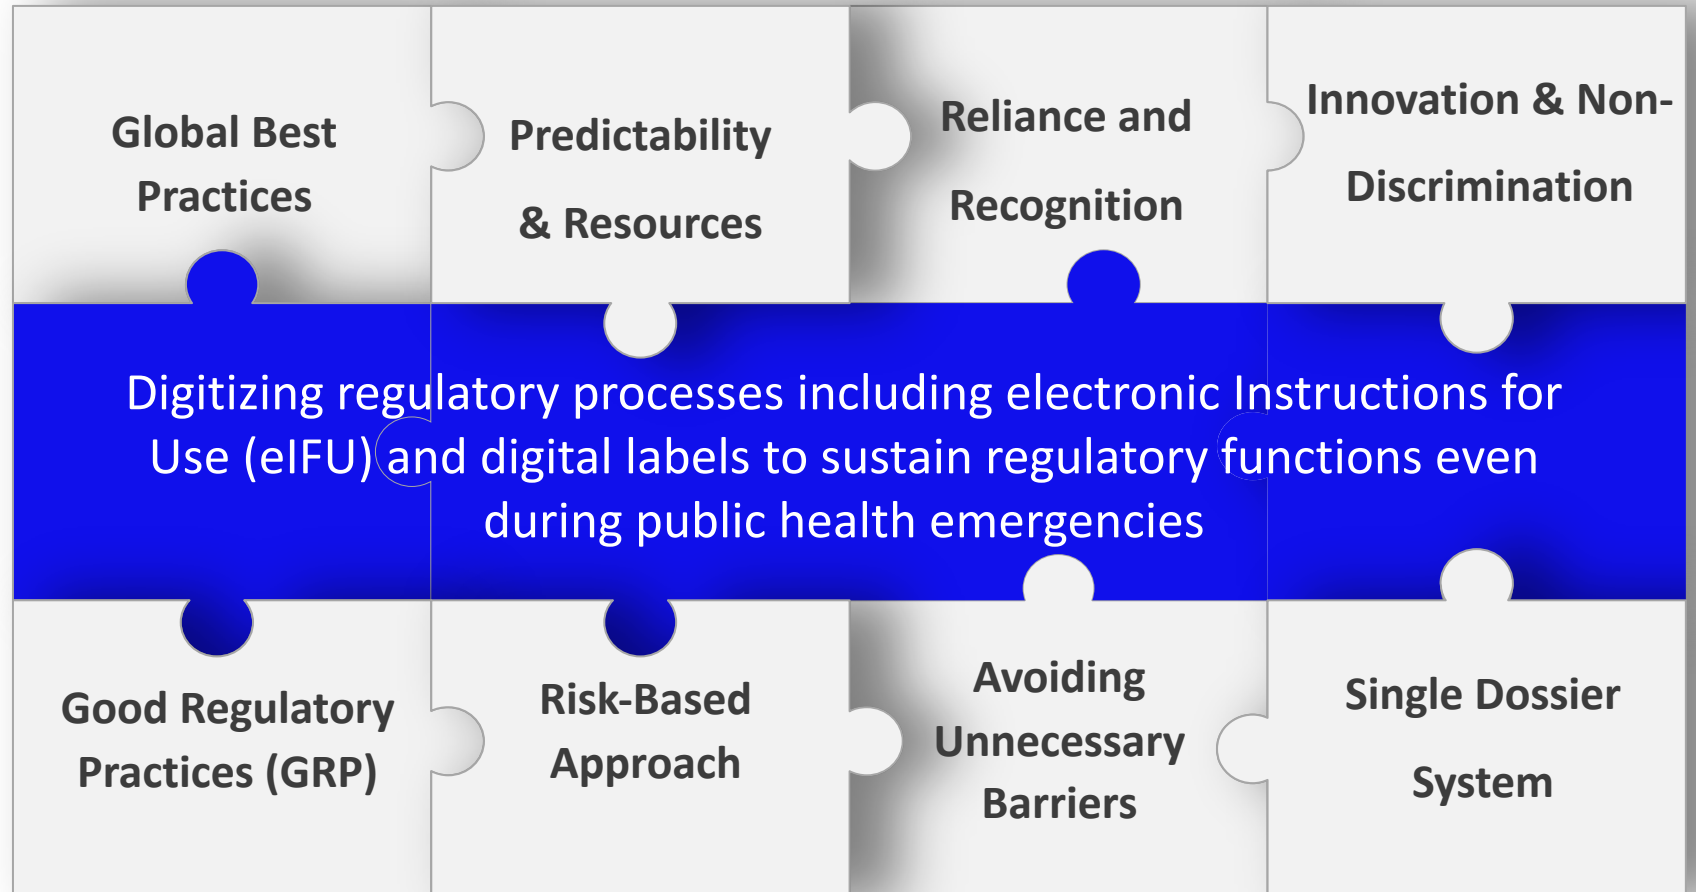 Global Best
Practices
Predictability
& Resources
Reliance and
Recognition
Innovation & Non-
Discrimination
Digitizing regulatory processes including electronic Instructions for
Use (eIFU) and digital labels to sustain regulatory functions even
during public health emergencies
Good Regulatory
Practices (GRP)
Risk-Based
Approach
Avoiding
Unnecessary
Barriers
Single Dossier
System